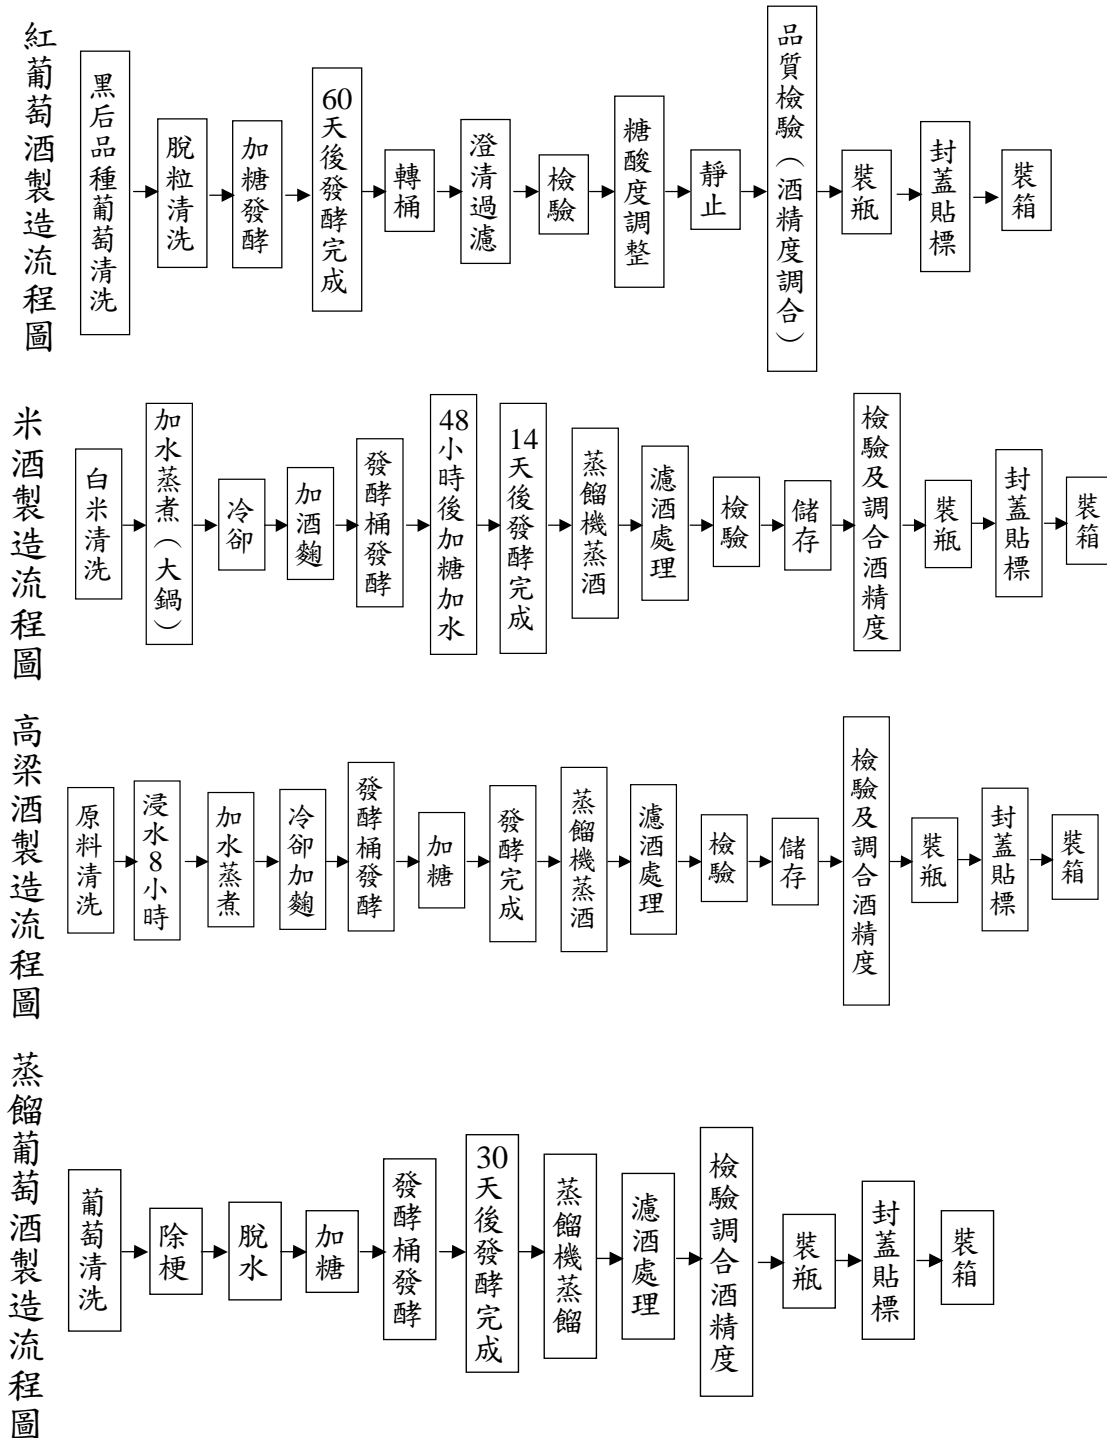 紅葡萄酒製造流程圖
黑后品種葡萄清洗
脫粒清洗
加糖發酵
60天後發酵完成
轉桶
澄清過濾
檢驗
糖酸度調整
靜止
品質檢驗（酒精度調合）
裝瓶
封蓋貼標
裝箱
米酒製造流程圖
白米清洗
加水蒸煮（大鍋）
冷卻
加酒麴
發酵桶發酵
48小時後加糖加水
14天後發酵完成
蒸餾機蒸酒
濾酒處理
檢驗
儲存
檢驗及調合酒精度
裝瓶
封蓋貼標
裝箱
高梁酒製造流程圖
原料清洗
浸水8小時
加水蒸煮
冷卻加麴
發酵桶發酵
加糖
發酵完成
蒸餾機蒸酒
濾酒處理
檢驗
儲存
檢驗及調合酒精度
裝瓶
封蓋貼標
裝箱
蒸餾葡萄酒製造流程圖
葡萄清洗
除梗
脫水
加糖
發酵桶發酵
30天後發酵完成
蒸餾機蒸餾
濾酒處理
檢驗調合酒精度
裝瓶
封蓋貼標
裝箱